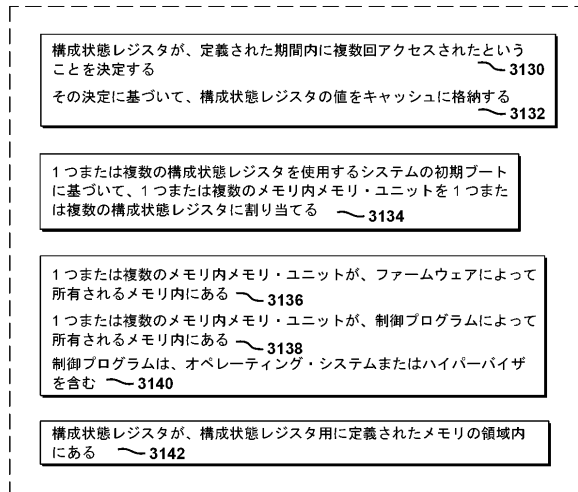 構成状態レジスタが、定義された期間内に複数回アクセスされたという
ことを決定する 3130
その決定に基づいて、構成状態レジスタの値をキャッシュに格納する
3132
1つまたは複数の構成状態レジスタを使用するシステムの初期ブート
に基づいて、1つまたは複数のメモリ内メモリ・ユニットを1つまた
は複数の構成状態レジスタに割り当てる 3134
1つまたは複数のメモリ内メモリ・ユニットが、ファームウェアによって
所有されるメモリ内にある 3136
1つまたは複数のメモリ内メモリ・ユニットが、制御プログラムによって
所有されるメモリ内にある 3138
制御プログラムは、オペレーティング・システムまたはハイパーバイザ
を含む 3140
構成状態レジスタが、構成状態レジスタ用に定義されたメモリの領域内
にある 3142